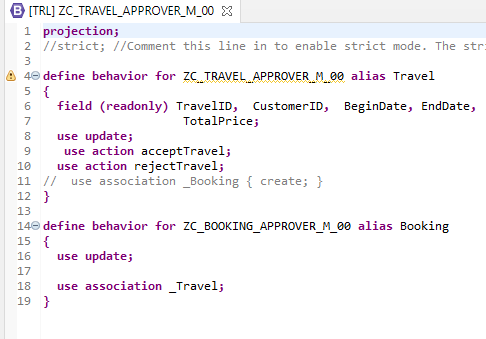 [TRL] ZC_TRAVEL_APPROVER_M_00
1 projection;
2 //strict; //Comment this line in to enable strict mode. The stri
3
4 define behavior for ZC_TRAVEL_APPROVER_M_00 alias Travel
5 {
6 field (readonly) TravelID, CustomerID, BeginDate, EndDate,
7 TotalPrice;
8 use update;
9 use action acceptTravel;
10 use action rejectTravel;
11 // use association _Booking { create; }
12 }
13
14 define behavior for ZC_BOOKING_APPROVER_M_00 alias Booking
15 {
16 use update;
17
18 use association _Travel;
19 }